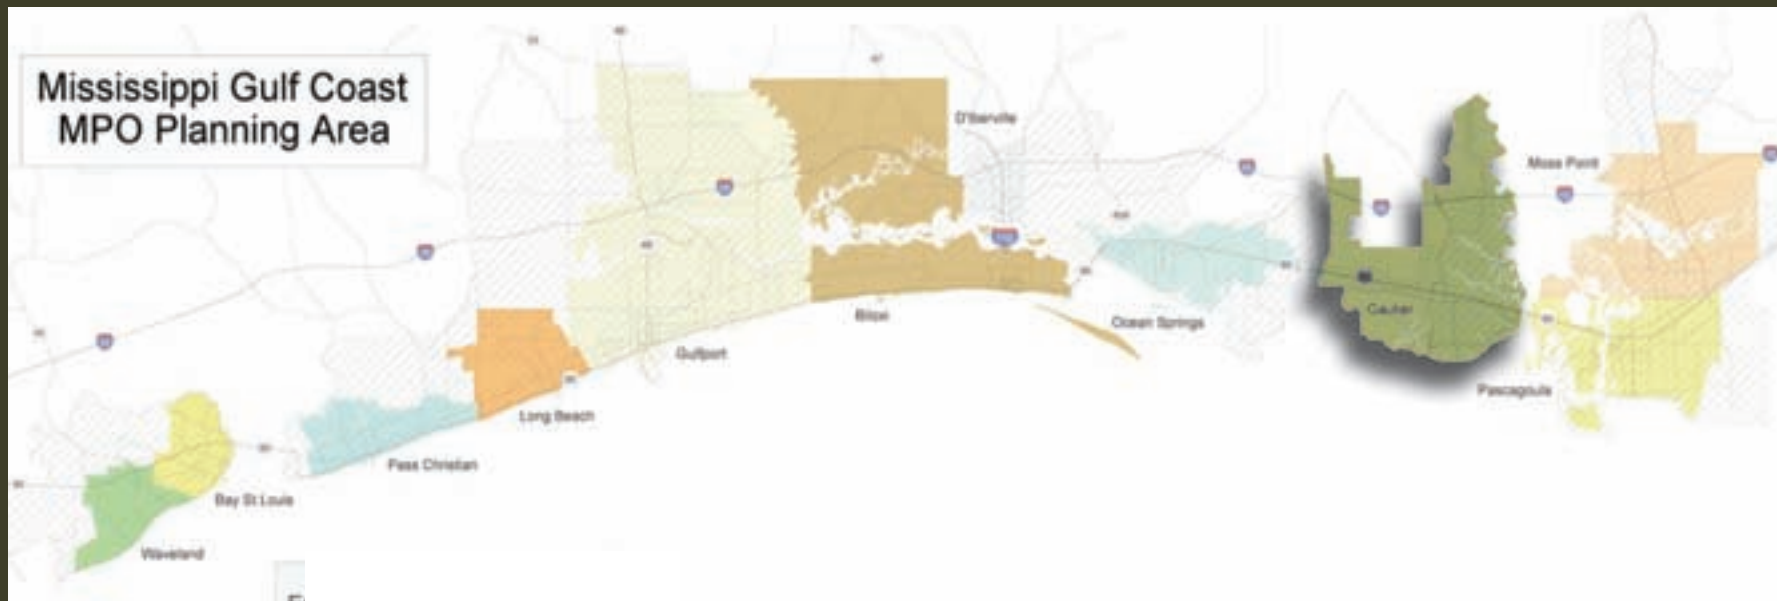 Mississippi Gulf Coast
MPO Planning Area
D'Iberville
Moss Point
Gautier
Biloxi
Ocean Springs
Gulfport
Pascagoula
Long Beach
Pass Christian
Bay St Louis
Waveland